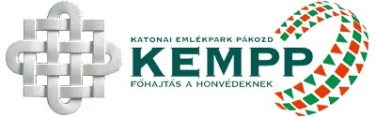 KATONAI EMLÉKPARK PÁKOZD
KEMPP
FŐHAJTÁS A HONVÉDEKNEK